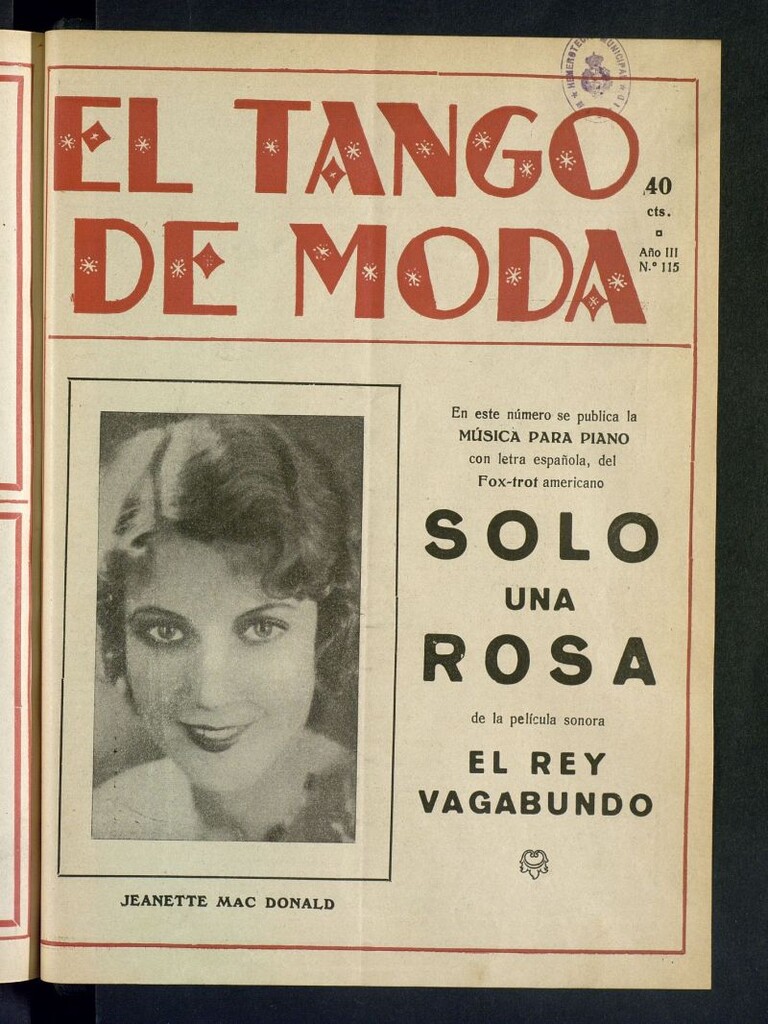 HEMEROTECA MUNICIPAL
EL TANGO
DE MODA
40
cts.
Año III
N.º 115
En este número se publica la
MÚSICA PARA PIANO
con letra española, del
Fox-trot americano
SOLO
UNA
ROSA
de la película sonora
EL REY
VAGABUNDO
JEANETTE MAC DONALD